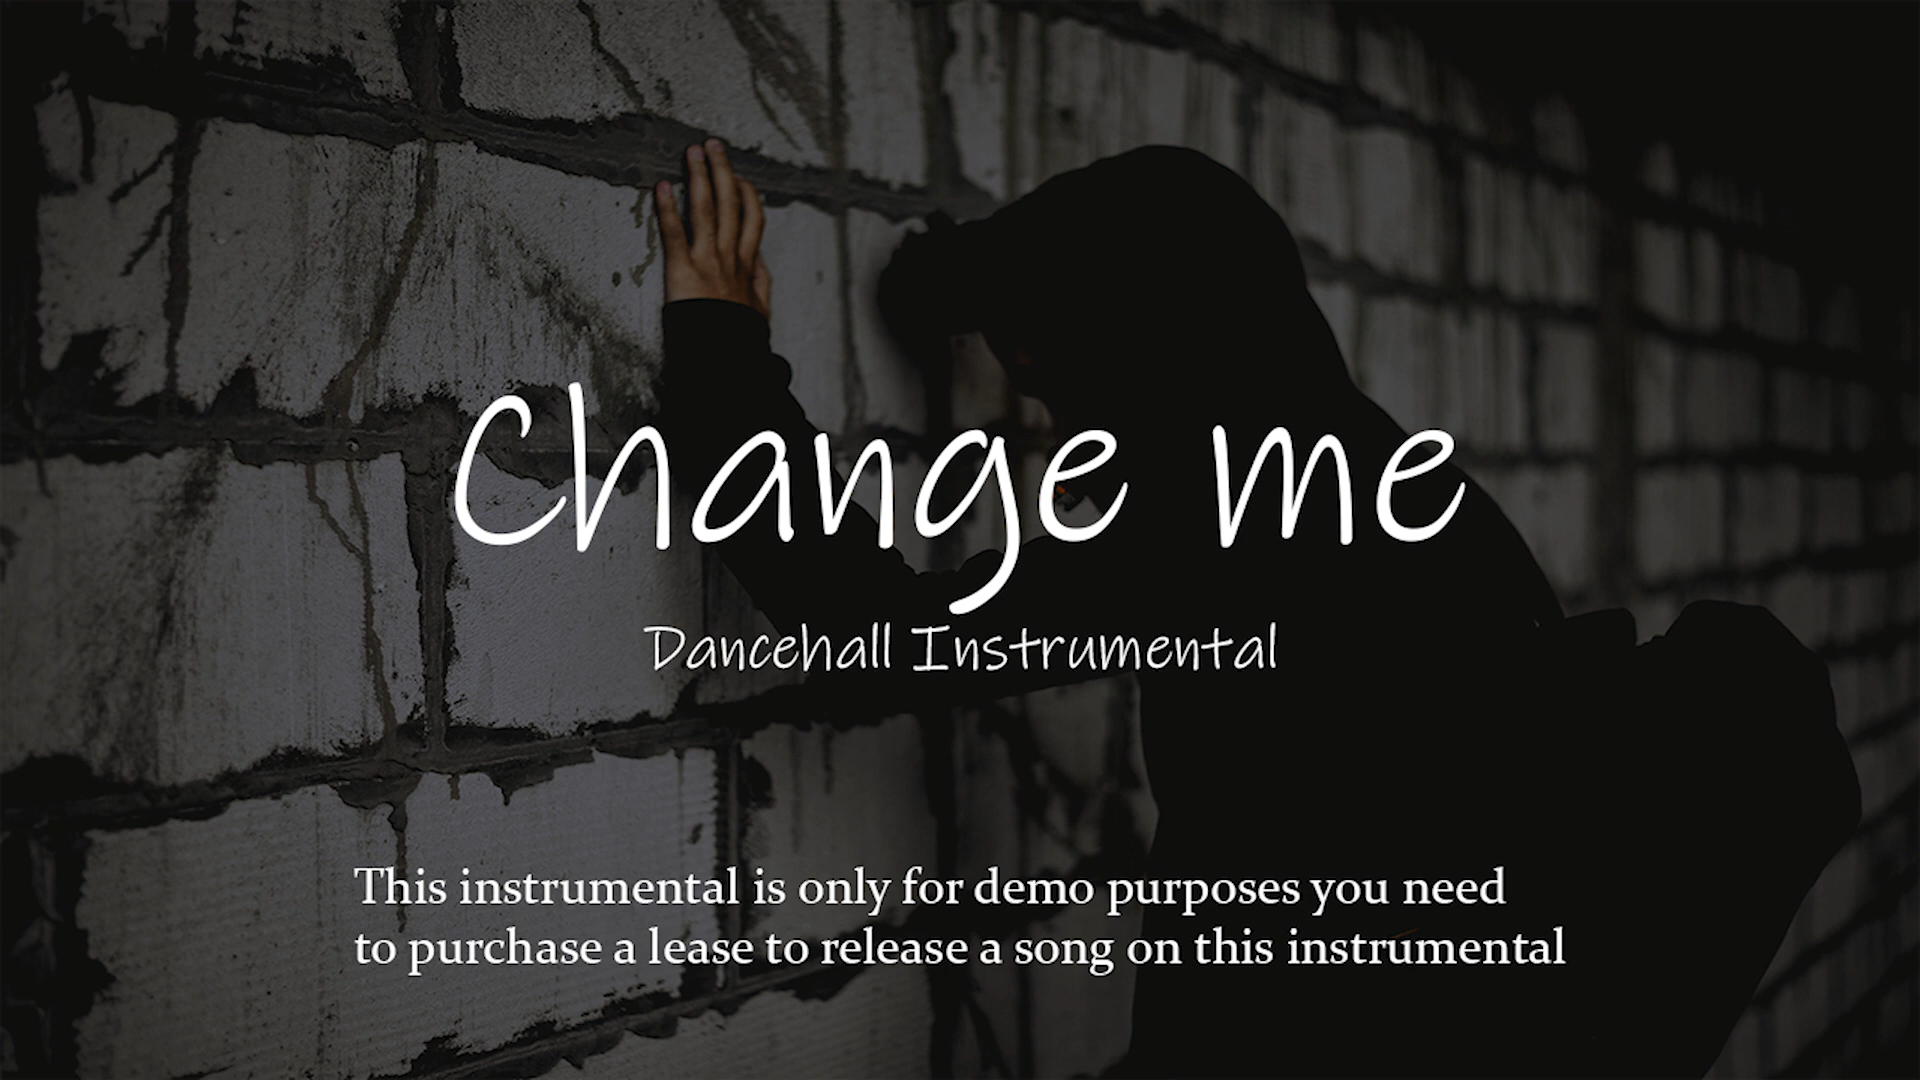 Change me
Dancehall Instrumental
This instrumental is only for demo purposes you need
to purchase a lease to release a song on this instrumental